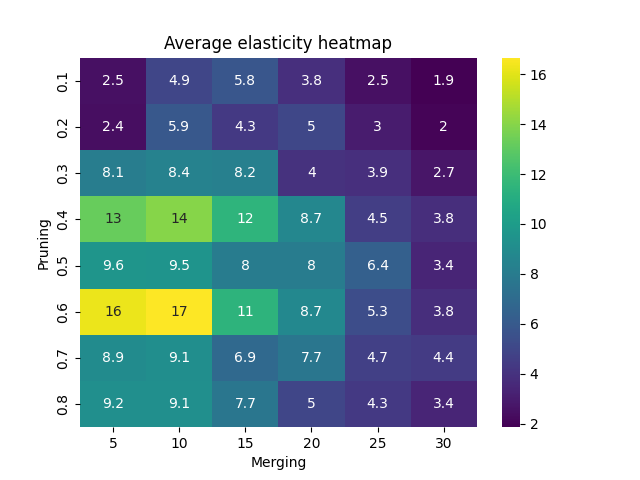 Average elasticity heatmap
0.1 2.5 4.9 5.8 3.8 2.5 1.9
0.2 2.4 5.9 4.3 5 3 2
0.3 8.1 8.4 8.2 4 3.9 2.7
0.4 13 14 12 8.7 4.5 3.8
0.5 9.6 9.5 8 8 6.4 3.4
0.6 16 17 11 8.7 5.3 3.8
0.7 8.9 9.1 6.9 7.7 4.7 4.4
0.8 9.2 9.1 7.7 5 4.3 3.4
5 10 15 20 25 30
Merging
Pruning
16
14
12
10
8
6
4
2